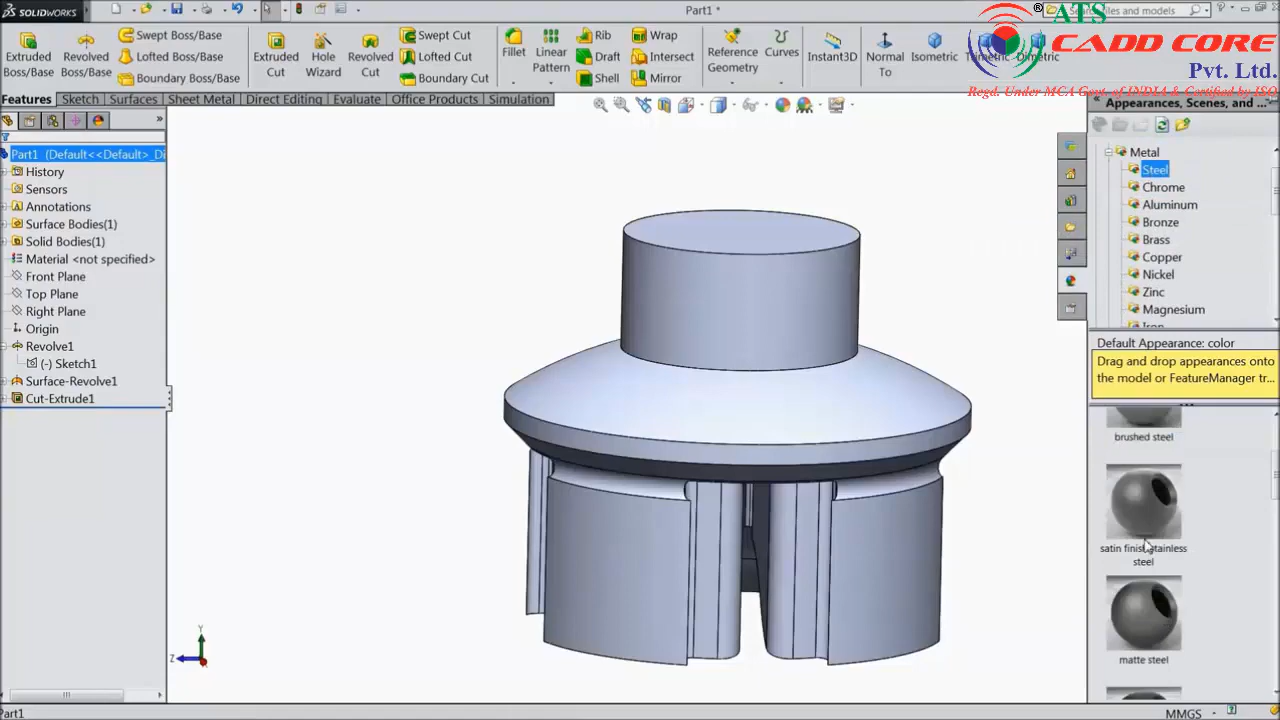 SOLIDWORKS
Part1 *
Search files and models
ATS
CADD CORE
Pvt. Ltd.
Regd. Under MCA Govt. of INDIA & Certified by ISO
Extruded Boss/Base
Revolved Boss/Base
Swept Boss/Base
Lofted Boss/Base
Boundary Boss/Base
Extruded Cut
Hole Wizard
Revolved Cut
Swept Cut
Lofted Cut
Boundary Cut
Fillet
Linear Pattern
Rib
Draft
Shell
Wrap
Intersect
Mirror
Reference Geometry
Curves
Instant3D
Normal To
Isometric
Features
Sketch
Surfaces
Sheet Metal
Direct Editing
Evaluate
Office Products
Simulation
Part1 (Default<<Default>_Di
History
Sensors
Annotations
Surface Bodies(1)
Solid Bodies(1)
Material <not specified>
Front Plane
Top Plane
Right Plane
Origin
Revolve1
(-) Sketch1
Surface-Revolve1
Cut-Extrude1
Y
Z
Appearances, Scenes, and ...
Metal
Steel
Chrome
Aluminum
Bronze
Brass
Copper
Nickel
Zinc
Magnesium
Iron
Default Appearance: color
Drag and drop appearances onto
the model or FeatureManager tr...
brushed steel
satin finish stainless
steel
matte steel
Part1
MMGS